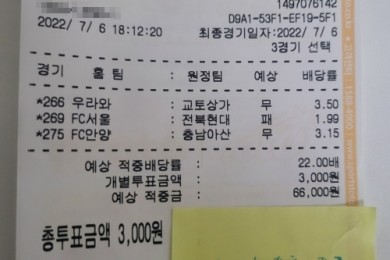 1497076142
2022/ 7/ 6 18:12:20 D9A1-53F1-EF19-5F1
최종경기일자:2022/ 7/ 6
3경기 선택
경기 홈 팀 : 원정팀 예상 배당률
*266 우라와 : 교토상가 무 3.50
*269 FC서울 : 전북현대 패 1.99
*275 FC안양 : 충남아산 무 3.15
예상 적중배당률 : 22.00배
개별투표금액 : 3,000원
예상 적중금 : 66,000원
총투표금액 3,000원